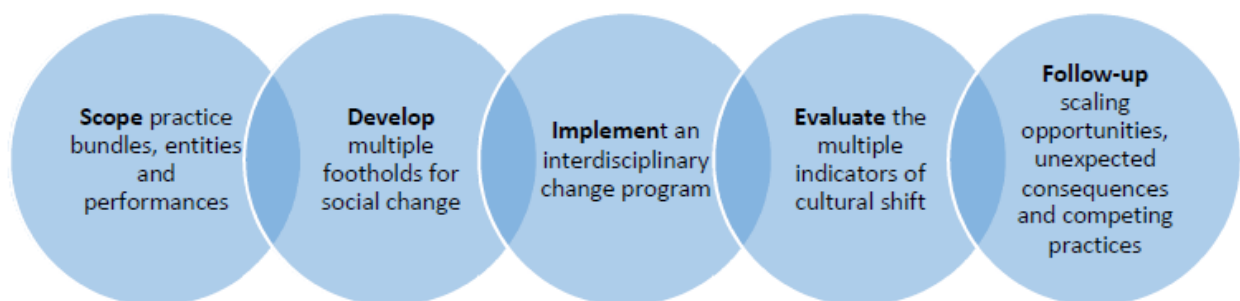 Scope practice
bundles, entities
and
performances
Develop
multiple
footholds for
social change
Implement an
interdisciplinary
change program
Evaluate the
multiple
indicators of
cultural shift
Follow-up
scaling
opportunities,
unexpected
consequences
and competing
practices